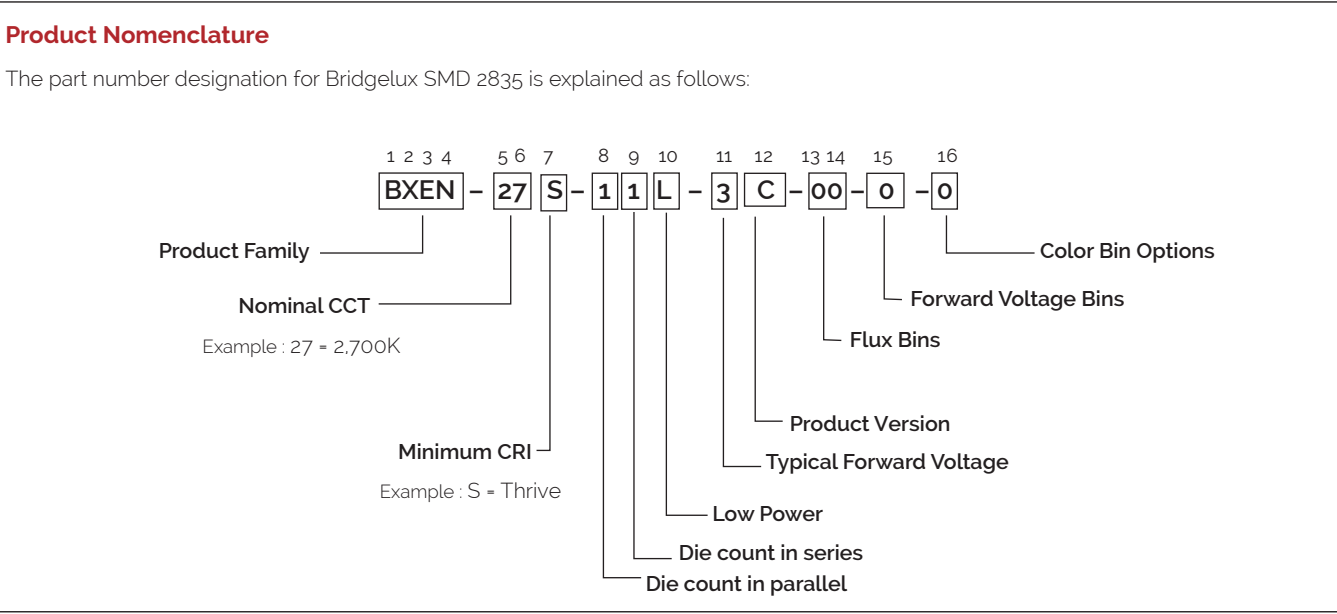 Product Nomenclature
The part number designation for Bridgelux SMD 2835 is explained as follows:
1 2 3 4 5 6 7 8 9 10 11 12 13 14 15 16
BXEN - 27 S - 1 1 L - 3 C - 00 - 0 - 0
Product Family
Color Bin Options
Nominal CCT
Forward Voltage Bins
Example : 27 = 2,700K
Flux Bins
Product Version
Minimum CRI
Typical Forward Voltage
Example : S = Thrive
Low Power
Die count in series
Die count in parallel